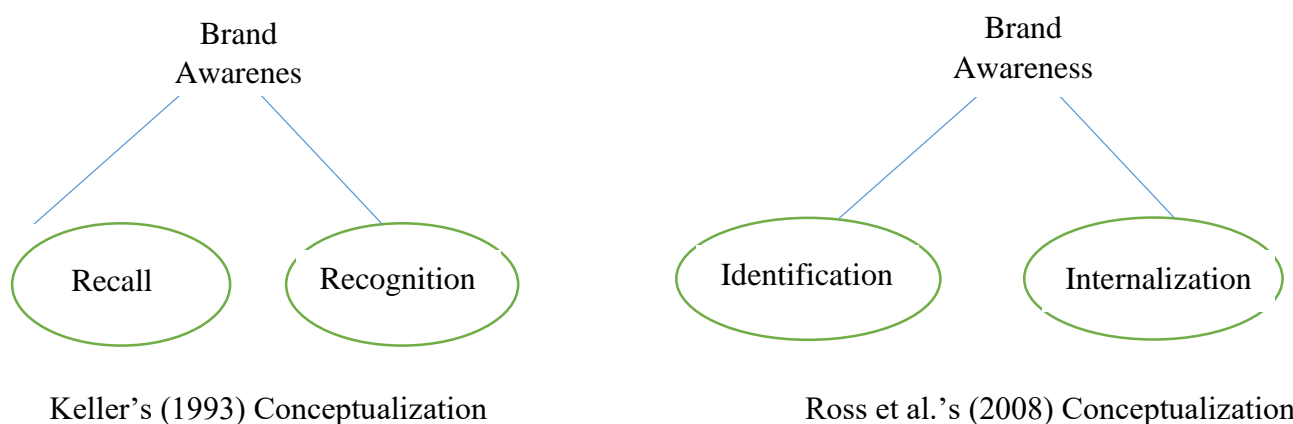 Brand
Awarenes
Recall
Recognition
Keller’s (1993) Conceptualization
Brand
Awareness
Identification
Internalization
Ross et al.’s (2008) Conceptualization